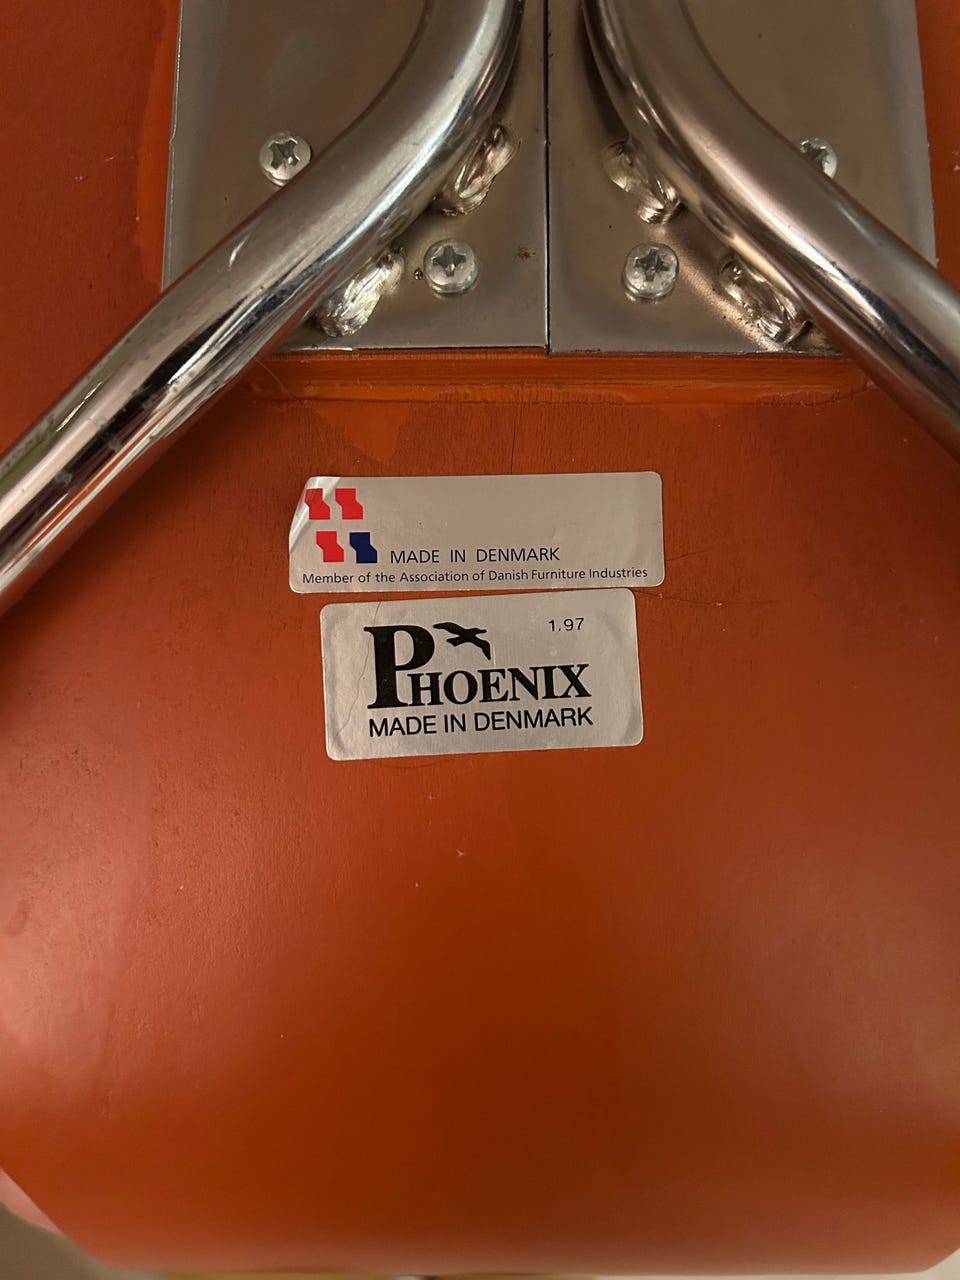 MADE IN DENMARK
Member of the Association of Danish Furniture Industries
1.97
PHOENIX
MADE IN DENMARK